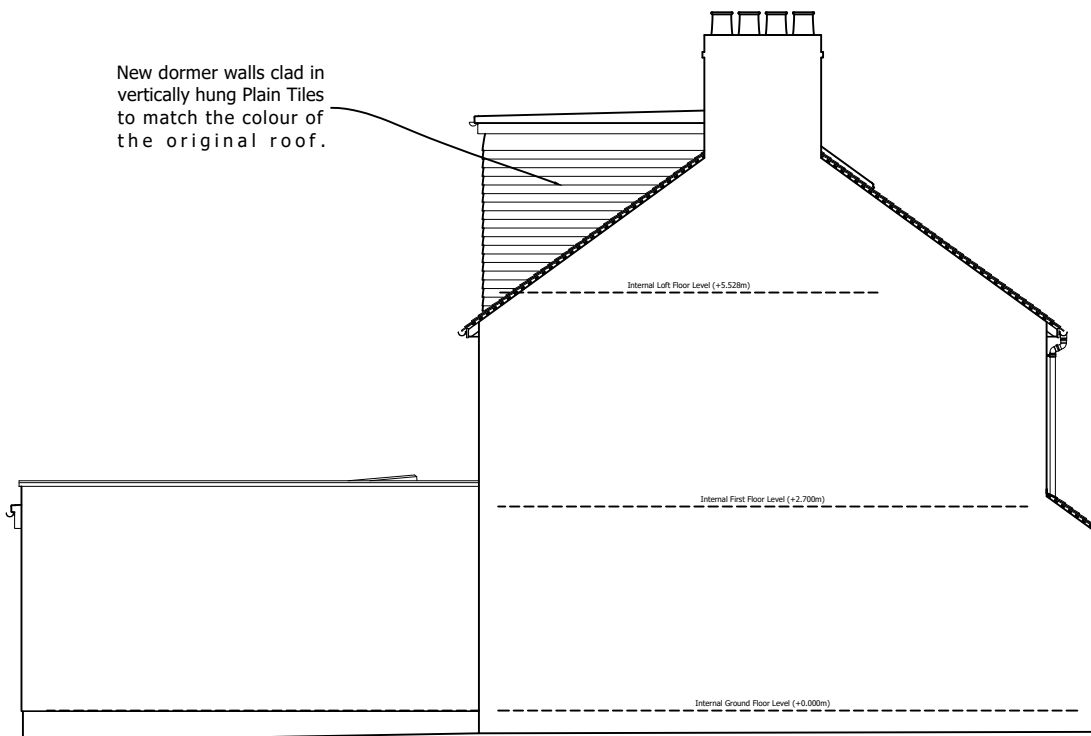 New dormer walls clad in
vertically hung Plain Tiles
to match the colour of
the original roof.
Internal Loft Floor Level (+5.528m)
Internal First Floor Level (+2.700m)
Internal Ground Floor Level (+0.000m)